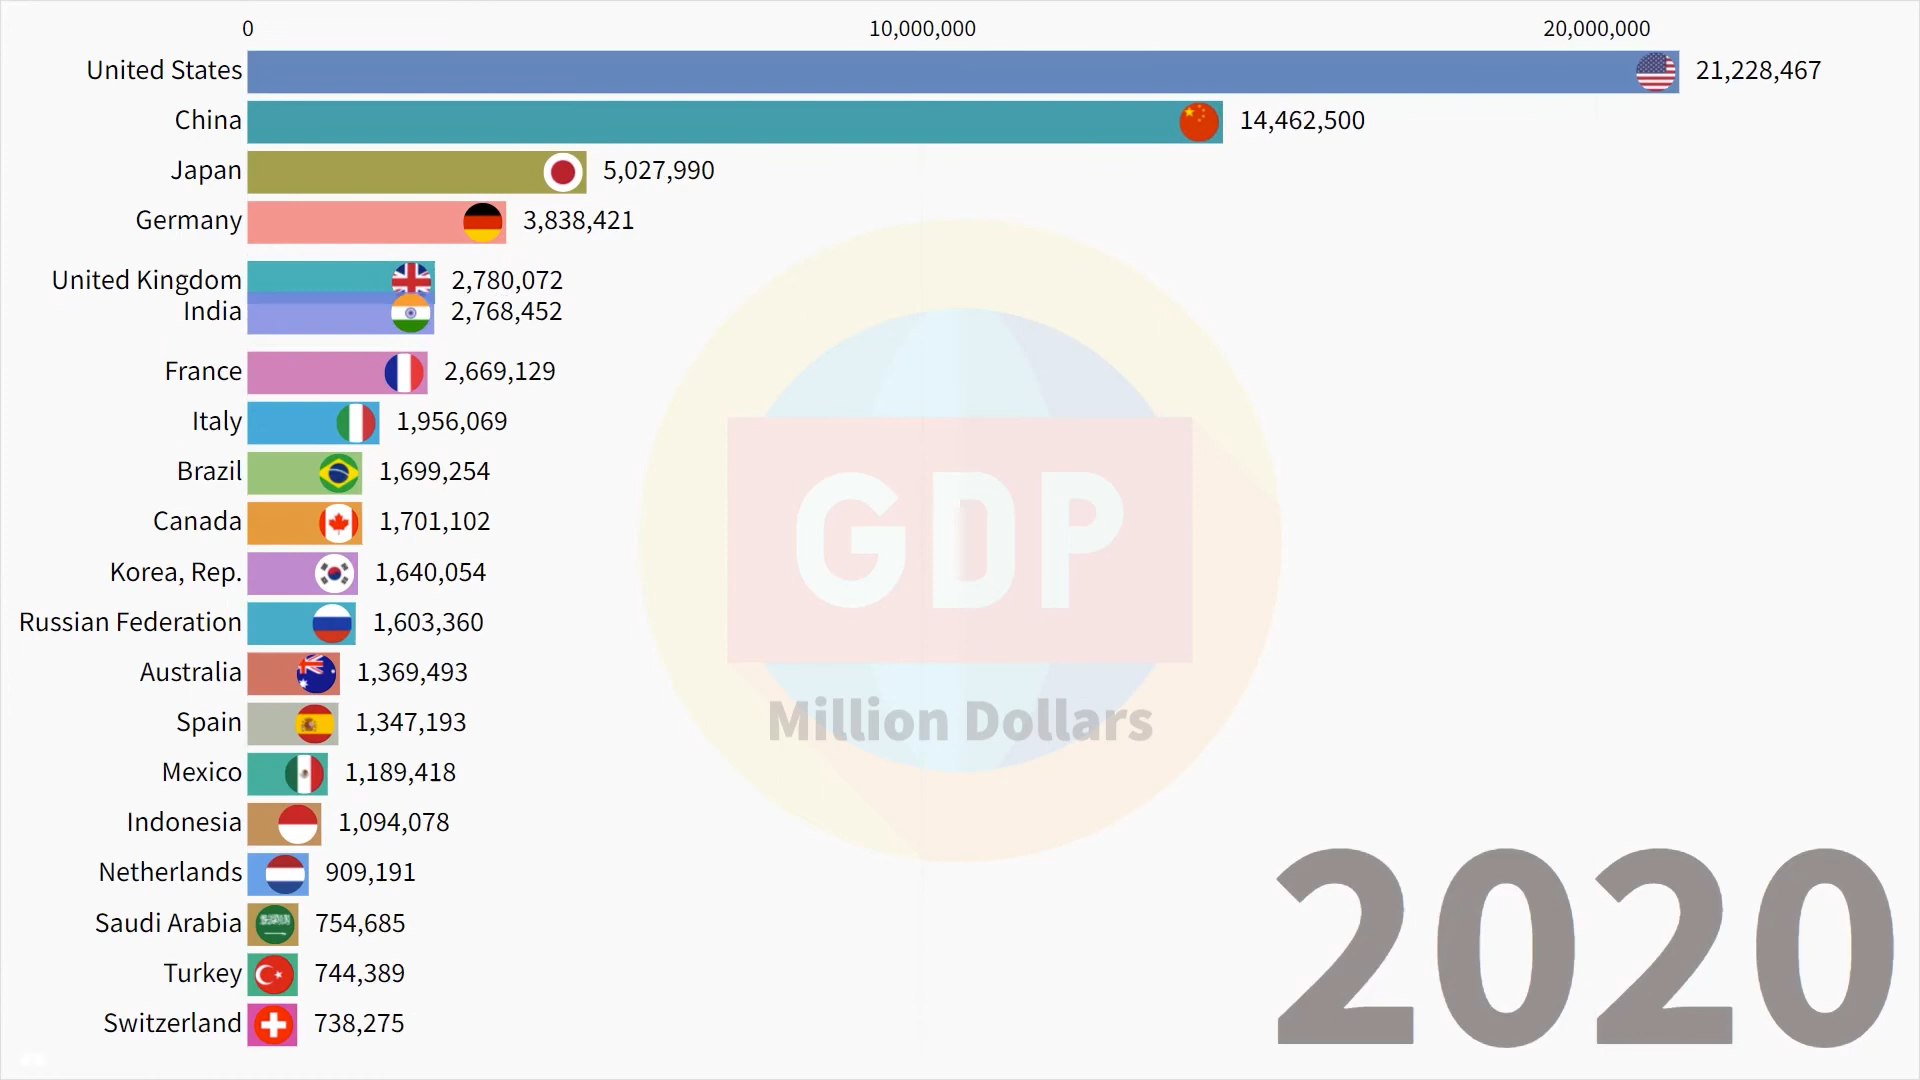 0 10,000,000 20,000,000
United States 21,228,467
China 14,462,500
Japan 5,027,990
Germany 3,838,421
United Kingdom 2,780,072
India 2,768,452
France 2,669,129
Italy 1,956,069
Brazil 1,699,254
Canada 1,701,102
Korea, Rep. 1,640,054
Russian Federation 1,603,360
Australia 1,369,493
Spain 1,347,193
Mexico 1,189,418
Indonesia 1,094,078
Netherlands 909,191
Saudi Arabia 754,685
Turkey 744,389
Switzerland 738,275
GDP
Million Dollars
2020